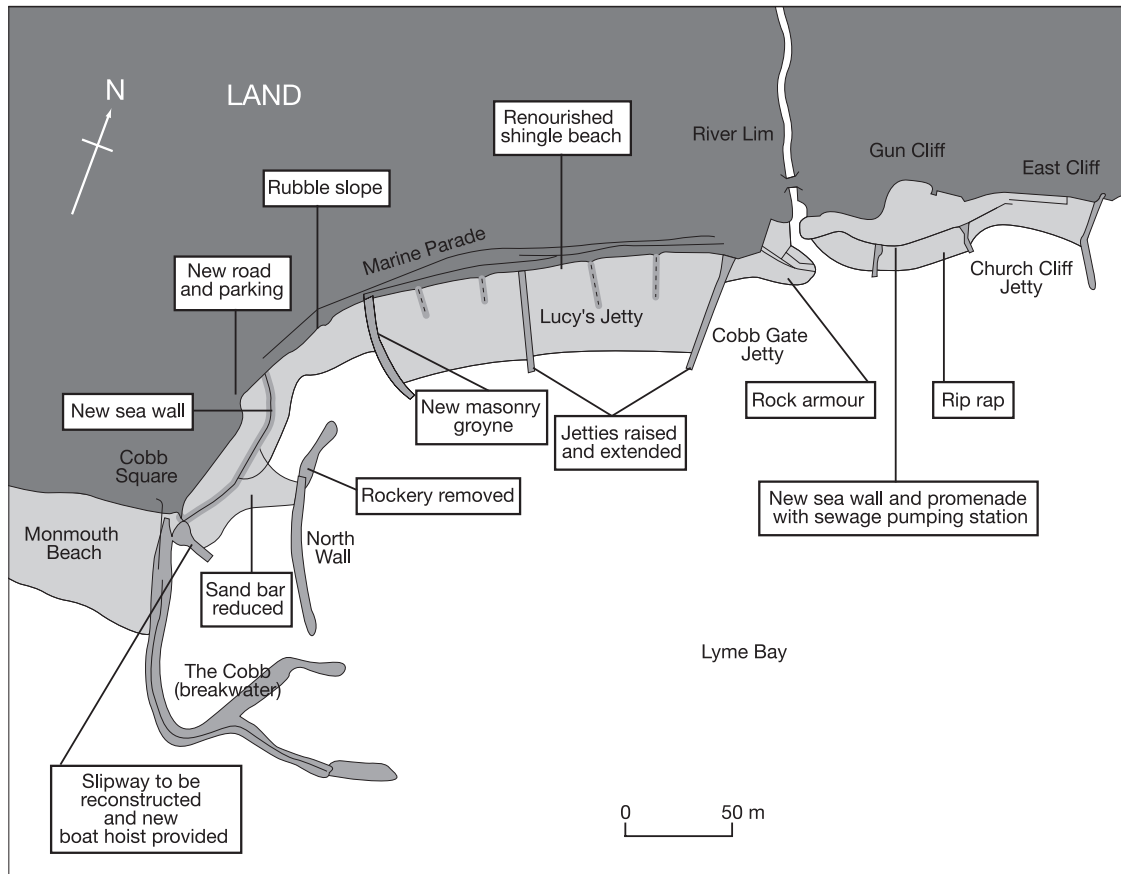 N
LAND
Renourished
shingle beach
River Lim
Gun Cliff
East Cliff
Rubble slope
Marine Parade
New road
and parking
Lucy's Jetty
Church Cliff
Jetty
Cobb Gate
Jetty
New sea wall
New masonry
groyne
Jetties raised
and extended
Rock armour
Rip rap
Cobb
Square
Rockery removed
New sea wall and promenade
with sewage pumping station
Monmouth
Beach
North
Wall
Sand bar
reduced
Lyme Bay
The Cobb
(breakwater)
Slipway to be
reconstructed
and new
boat hoist provided
0 50 m